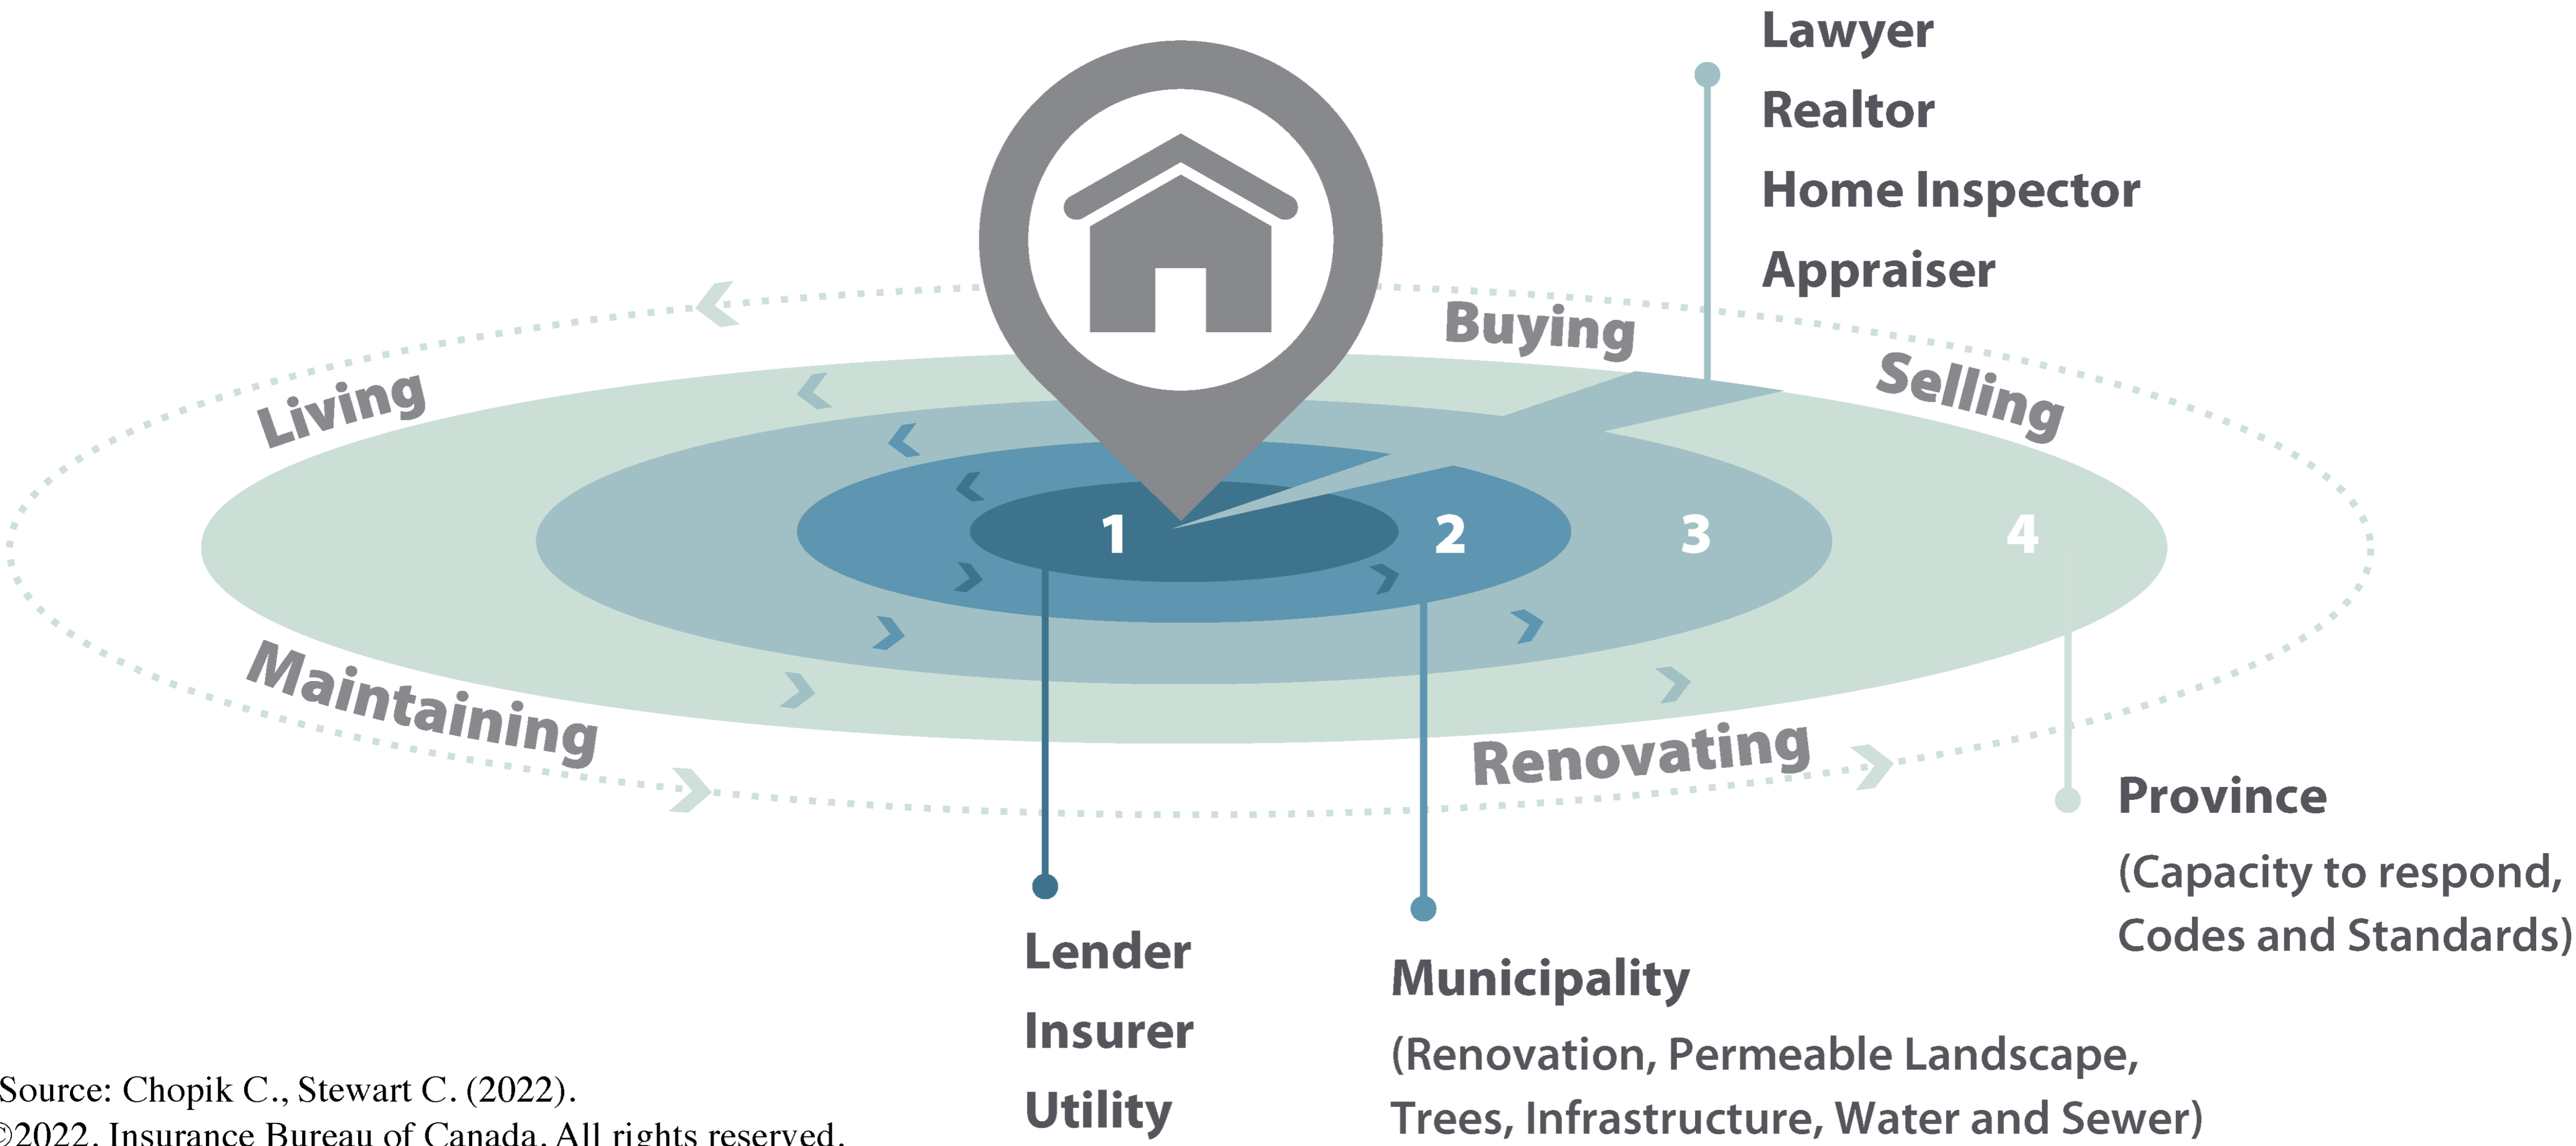 Lawyer
Realtor
Home Inspector
Appraiser
Buying
Selling
Living
1
2
3
4
Maintaining
Renovating
Province
(Capacity to respond,
Codes and Standards)
Lender
Insurer
Utility
Municipality
(Renovation, Permeable Landscape,
Trees, Infrastructure, Water and Sewer)
Source: Chopik C., Stewart C. (2022).
©2022. Insurance Bureau of Canada. All rights reserved.